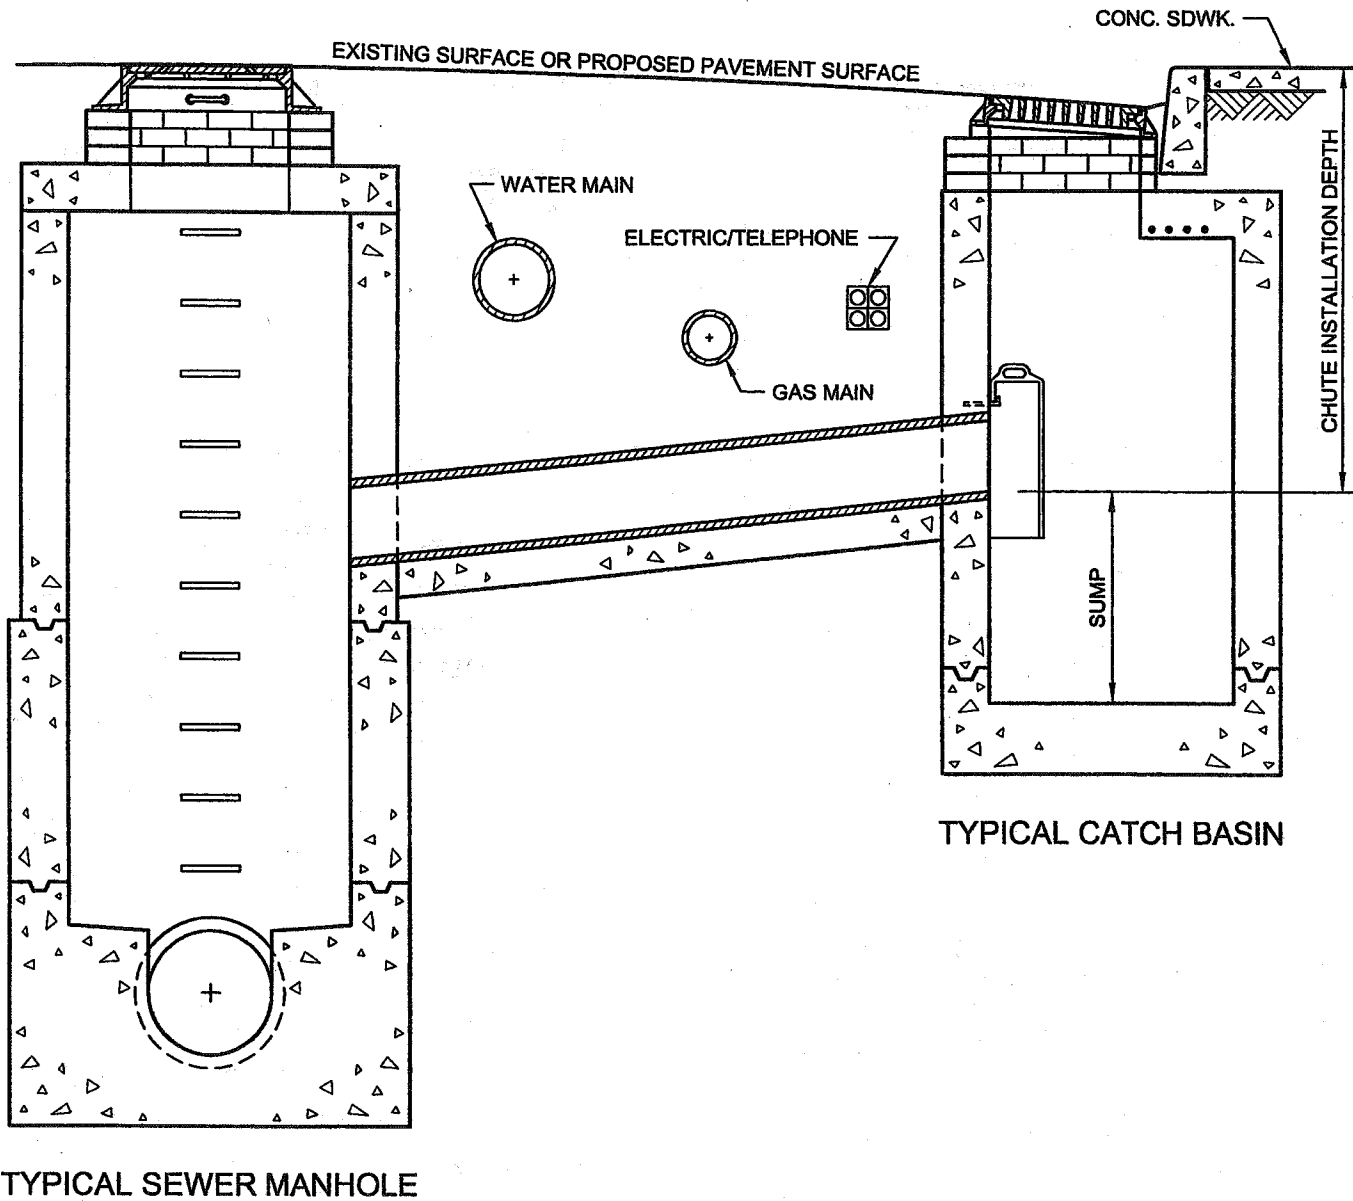 CONC. SDWK.
EXISTING SURFACE OR PROPOSED PAVEMENT SURFACE
WATER MAIN
ELECTRIC/TELEPHONE
GAS MAIN
CHUTE INSTALLATION DEPTH
SUMP
TYPICAL CATCH BASIN
TYPICAL SEWER MANHOLE